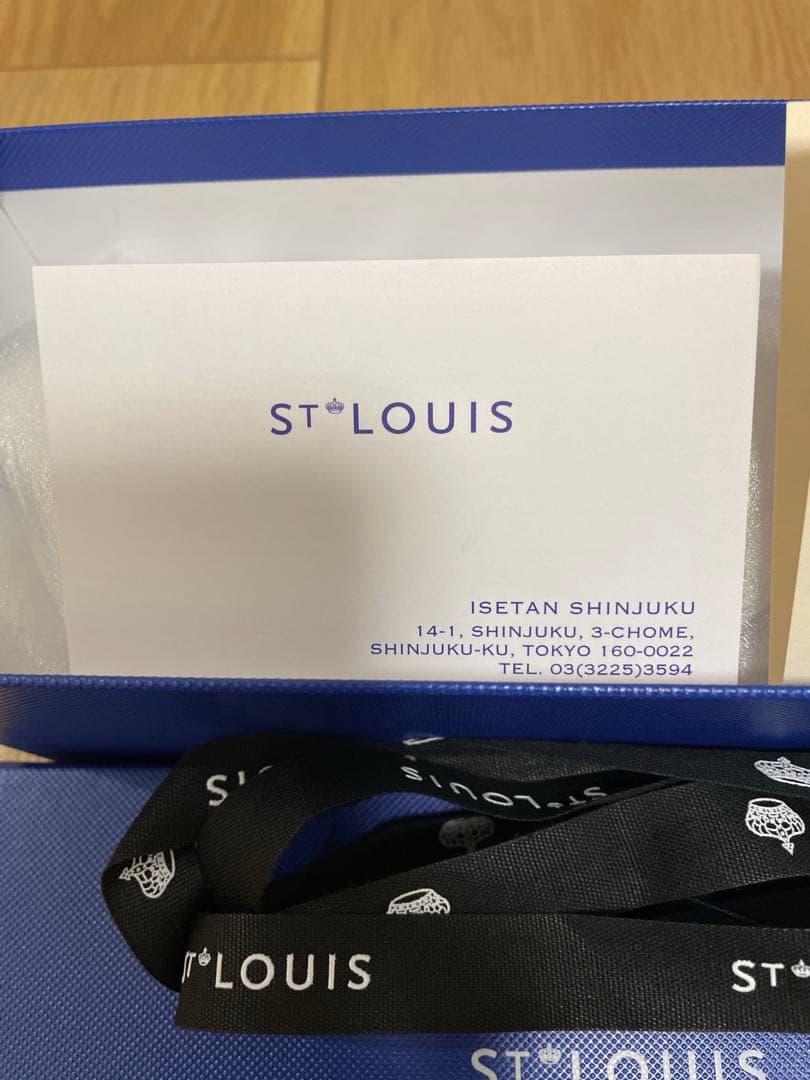 ST LOUIS
ISETAN SHINJUKU
14-1, SHINJUKU, 3-CHOME,
SHINJUKU-KU, TOKYO 160-0022
TEL. 03(3225)3594
ST LOUIS
ST LOUIS
ST
ST LOUIS